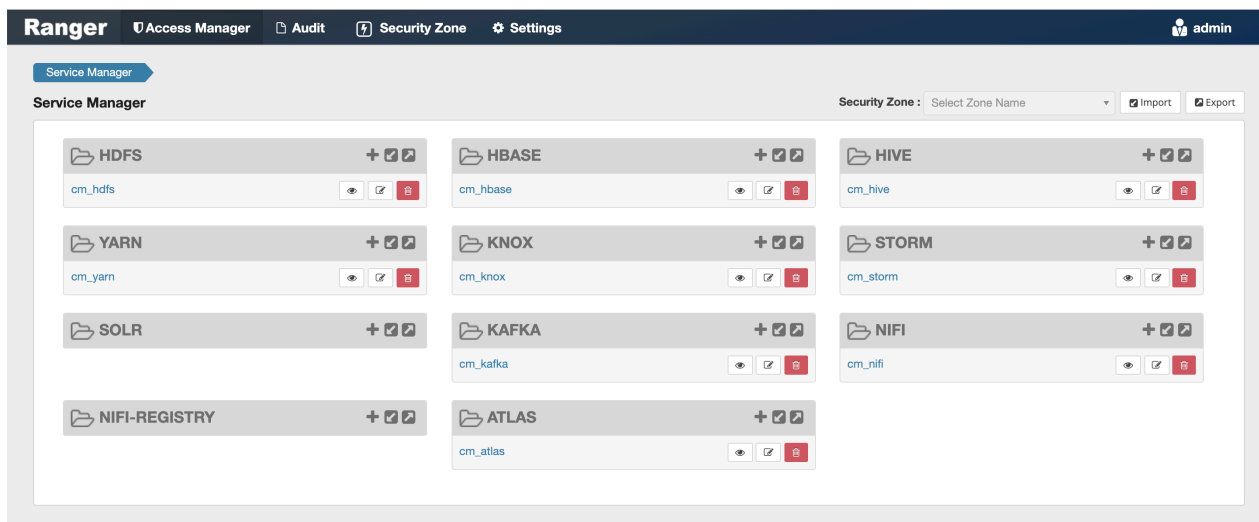 Ranger Access Manager Audit Security Zone Settings admin
Service Manager
Service Manager Security Zone : Select Zone Name Import Export
HDFS HBASE HIVE
cm_hdfs cm_hbase cm_hive
YARN KNOX STORM
cm_yarn cm_knox cm_storm
SOLR KAFKA NIFI
cm_kafka cm_nifi
NIFI-REGISTRY ATLAS
cm_atlas